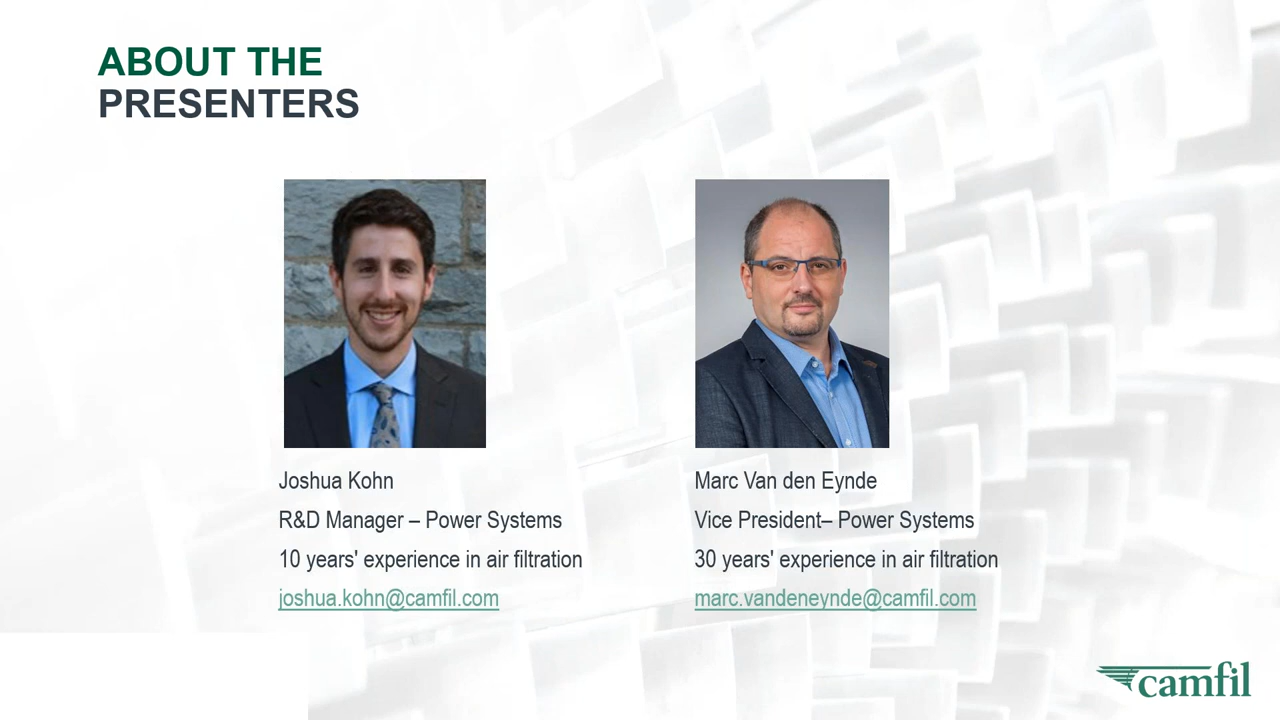 ABOUT THE
PRESENTERS
Joshua Kohn
R&D Manager – Power Systems
10 years' experience in air filtration
joshua.kohn@camfil.com
Marc Van den Eynde
Vice President– Power Systems
30 years' experience in air filtration
marc.vandeneynde@camfil.com
camfil